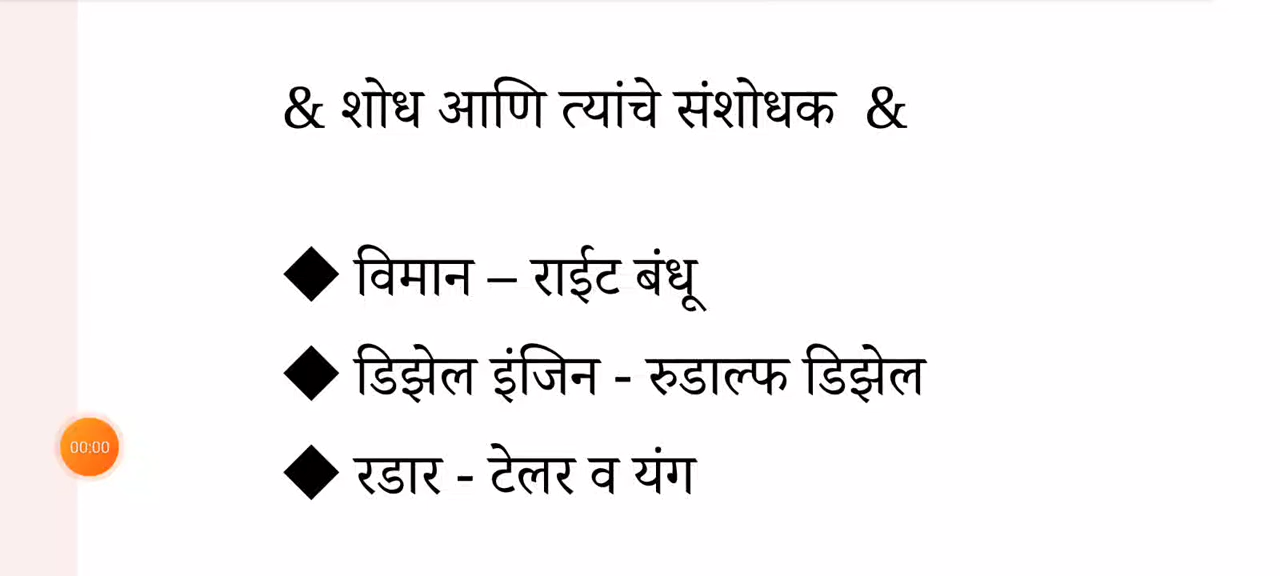 & शोध आणि त्यांचे संशोधक &
◆ विमान – राईट बंधू
◆ डिझेल इंजिन - रुडाल्फ डिझेल
◆ रडार - टेलर व यंग
00:00